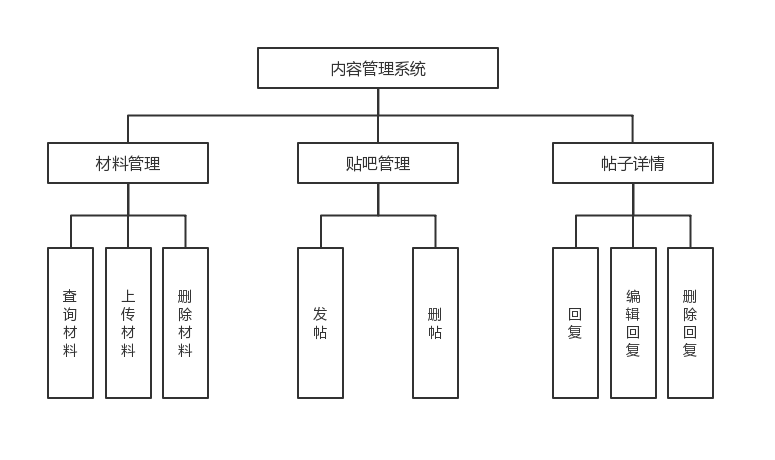 内容管理系统
材料管理
贴吧管理
帖子详情
查询材料
上传材料
删除材料
发帖
删帖
回复
编辑回复
删除回复